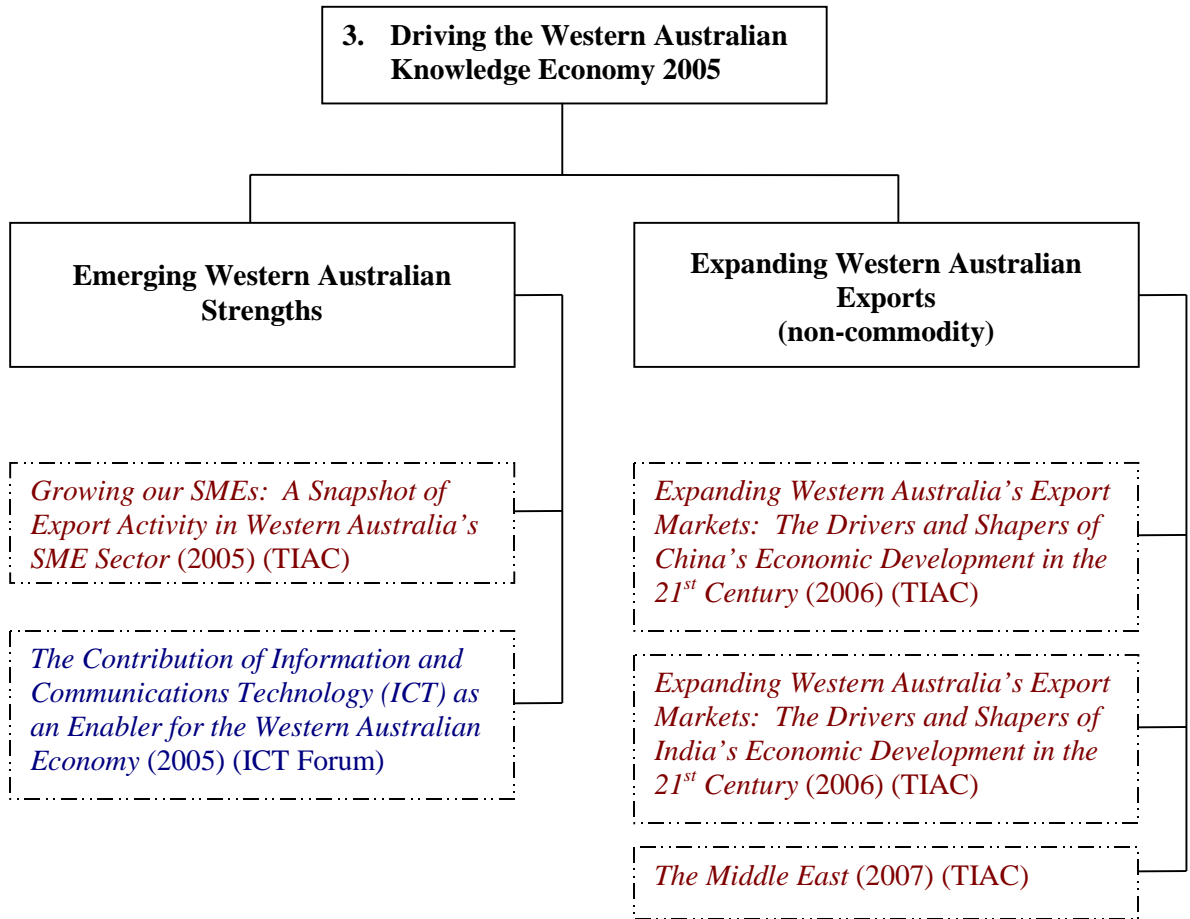 3. Driving the Western Australian
Knowledge Economy 2005
Emerging Western Australian
Strengths
Growing our SMEs: A Snapshot of
Export Activity in Western Australia’s
SME Sector (2005) (TIAC)
The Contribution of Information and
Communications Technology (ICT) as
an Enabler for the Western Australian
Economy (2005) (ICT Forum)
Expanding Western Australian
Exports
(non-commodity)
Expanding Western Australia’s Export
Markets: The Drivers and Shapers of
China’s Economic Development in the
21st Century (2006) (TIAC)
Expanding Western Australia’s Export
Markets: The Drivers and Shapers of
India’s Economic Development in the
21st Century (2006) (TIAC)
The Middle East (2007) (TIAC)